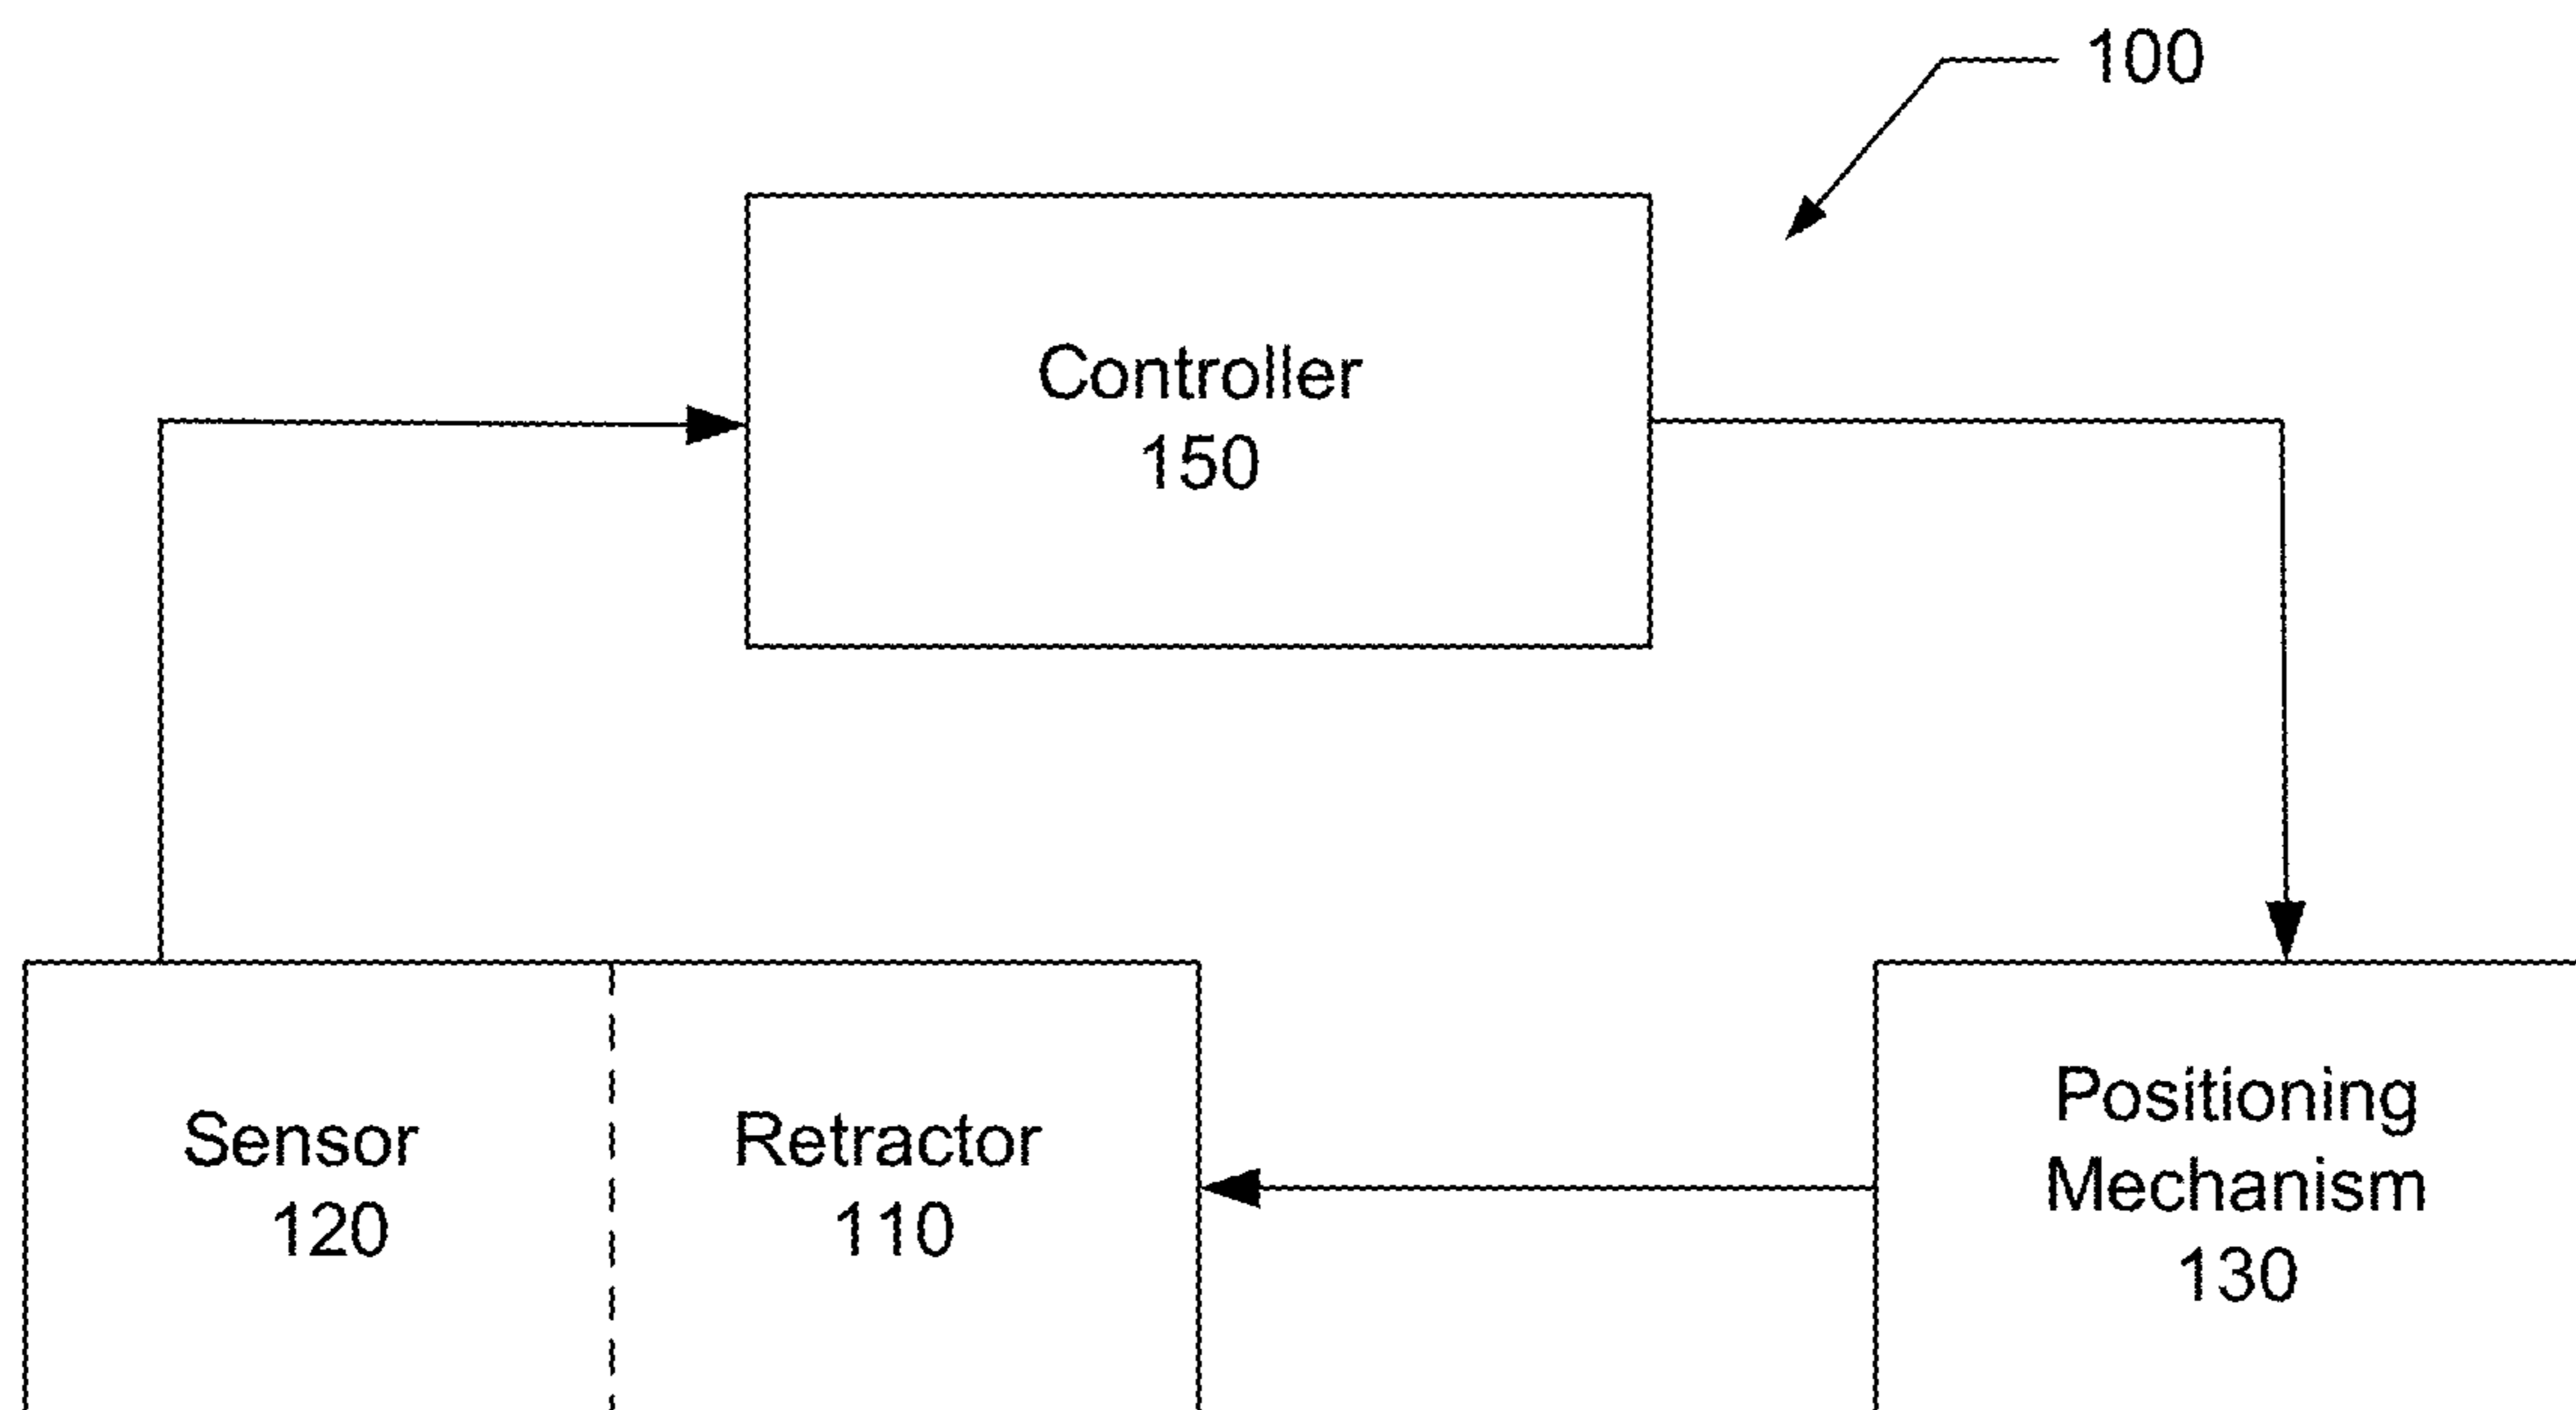 100
Controller
150
Sensor
120
Retractor
110
Positioning
Mechanism
130